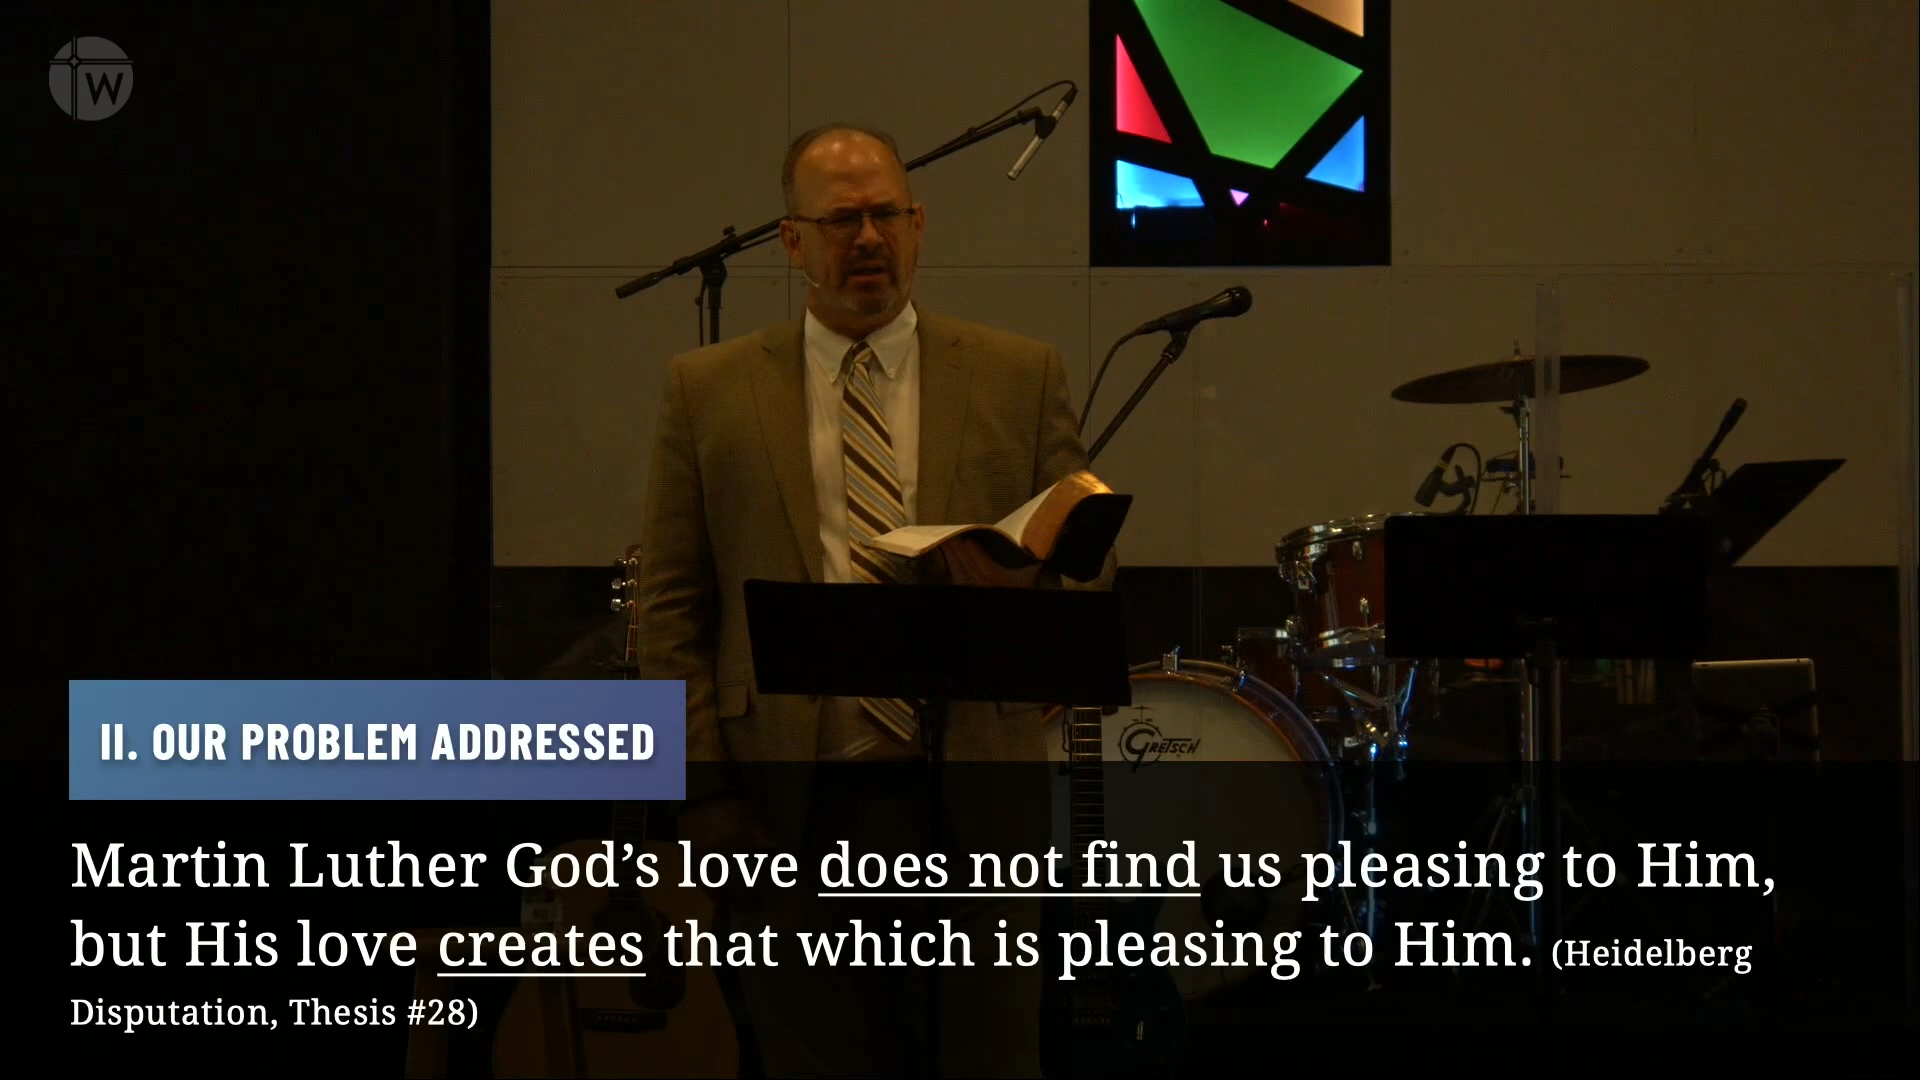 W
II. OUR PROBLEM ADDRESSED
Martin Luther God’s love does not find us pleasing to Him,
but His love creates that which is pleasing to Him. (Heidelberg
Disputation, Thesis #28)
GRETSCH